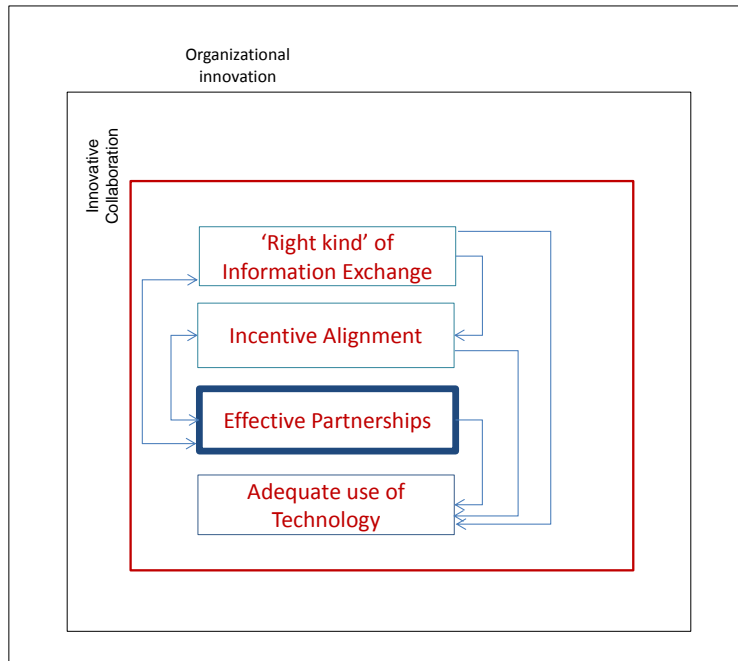 Organizational
innovation
Innovative
Collaboration
‘Right kind’ of
Information Exchange
Incentive Alignment
Effective Partnerships
Adequate use of
Technology